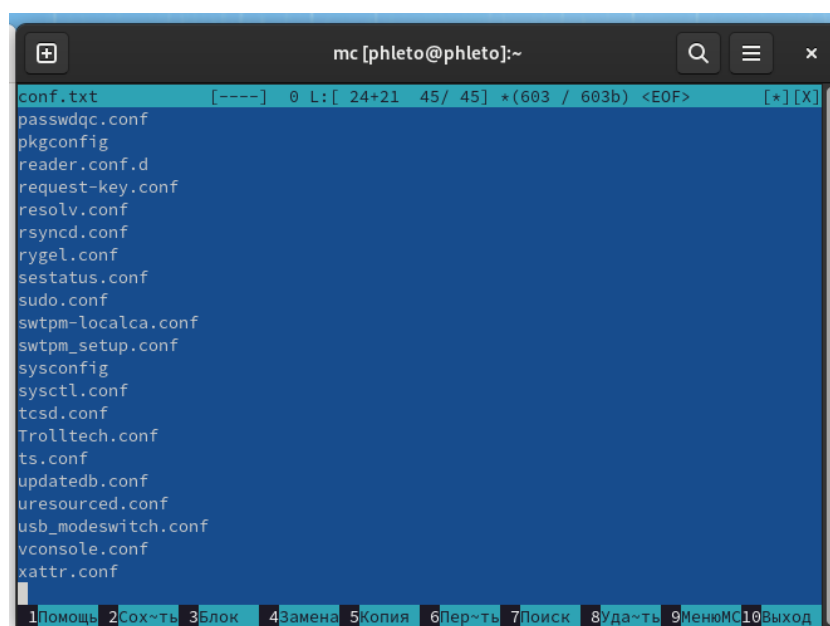 mc [phleto@phleto]:~
conf.txt [----] 0 L:[ 24+21 45/ 45] *(603 / 603b) <EOF> [*][X]
passwdqc.conf
pkgconfig
reader.conf.d
request-key.conf
resolv.conf
rsyncd.conf
rygel.conf
sestatus.conf
sudo.conf
swtpm-localca.conf
swtpm_setup.conf
sysconfig
sysctl.conf
tcsd.conf
Trolltech.conf
ts.conf
updatedb.conf
uresourced.conf
usb_modeswitch.conf
vconsole.conf
xattr.conf
1Помощь 2Сох~ть 3Блок 4Замена 5Копия 6Пер~ть 7Поиск 8Уда~ть 9МенюMC10Выход